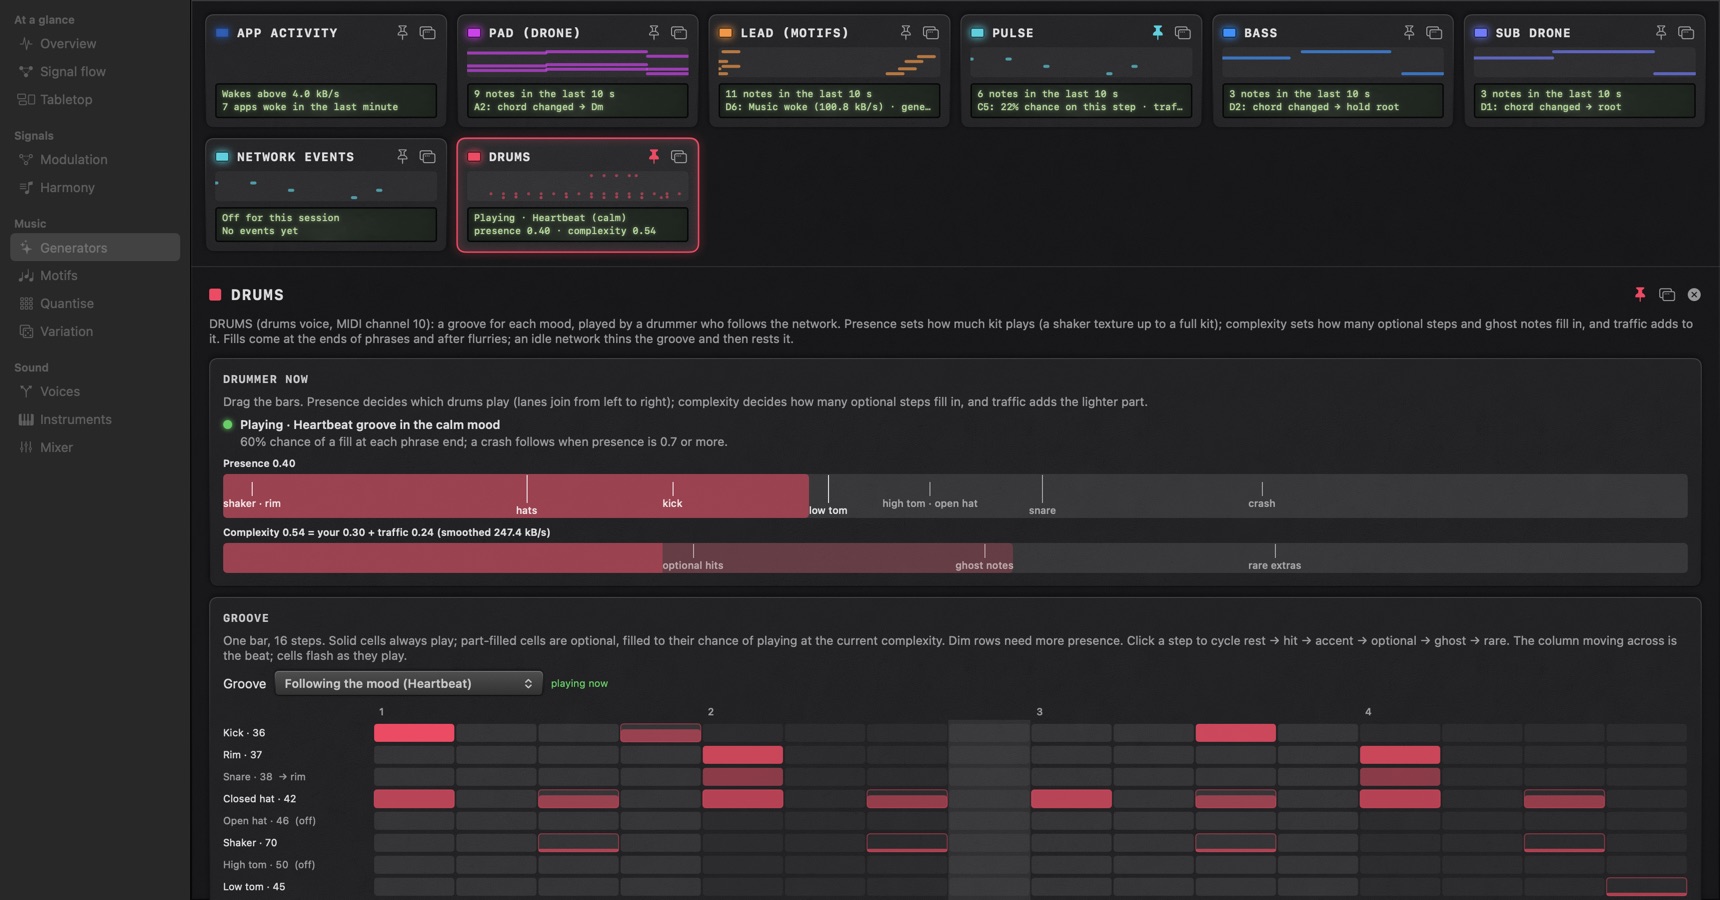 At a glance
Overview
Signal flow
Tabletop
Signals
Modulation
Harmony
Music
Generators
Motifs
Quantise
Variation
Sound
Voices
Instruments
Mixer
APP ACTIVITY
Wakes above 4.0 kB/s
7 apps woke in the last minute
PAD (DRONE)
9 notes in the last 10 s
A2: chord changed → Dm
LEAD (MOTIFS)
11 notes in the last 10 s
D6: Music woke (100.8 kB/s) · gene…
PULSE
6 notes in the last 10 s
C5: 22% chance on this step · traf…
BASS
3 notes in the last 10 s
D2: chord changed → hold root
SUB DRONE
3 notes in the last 10 s
D1: chord changed → root
NETWORK EVENTS
Off for this session
No events yet
DRUMS
Playing · Heartbeat (calm)
presence 0.40 · complexity 0.54
DRUMS
DRUMS (drums voice, MIDI channel 10): a groove for each mood, played by a drummer who follows the network. Presence sets how much kit plays (a shaker texture up to a full kit); complexity sets how many optional steps and ghost notes fill in, and traffic adds to
it. Fills come at the ends of phrases and after flurries; an idle network thins the groove and then rests it.
DRUMMER NOW
Drag the bars. Presence decides which drums play (lanes join from left to right); complexity decides how many optional steps fill in, and traffic adds the lighter part.
Playing · Heartbeat groove in the calm mood
60% chance of a fill at each phrase end; a crash follows when presence is 0.7 or more.
Presence 0.40
shaker · rim
hats
kick
low tom
high tom · open hat
snare
crash
Complexity 0.54 = your 0.30 + traffic 0.24 (smoothed 247.4 kB/s)
optional hits
ghost notes
rare extras
GROOVE
One bar, 16 steps. Solid cells always play; part-filled cells are optional, filled to their chance of playing at the current complexity. Dim rows need more presence. Click a step to cycle rest → hit → accent → optional → ghost → rare. The column moving across is
the beat; cells flash as they play.
Groove
Following the mood (Heartbeat)
playing now
1 2 3 4
Kick · 36
Rim · 37
Snare · 38 → rim
Closed hat · 42
Open hat · 46 (off)
Shaker · 70
High tom · 50 (off)
Low tom · 45